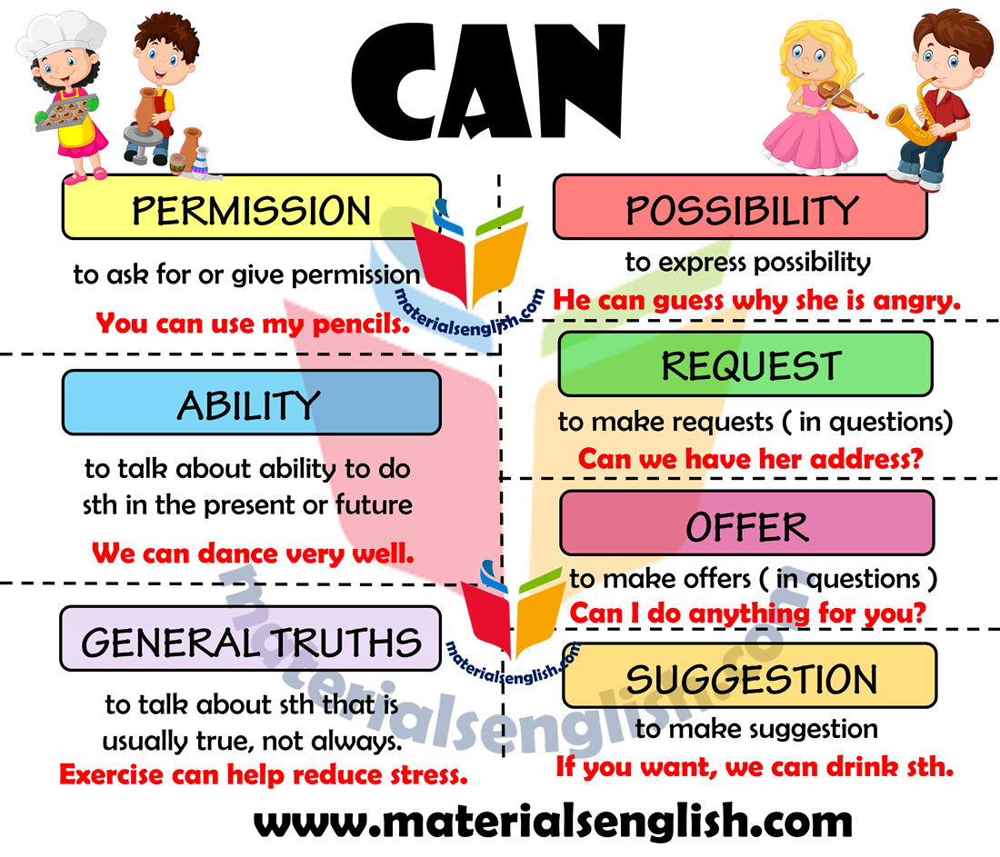 CAN
PERMISSION
to ask for or give permission
You can use my pencils.
ABILITY
to talk about ability to do
sth in the present or future
We can dance very well.
GENERAL TRUTHS
to talk about sth that is
usually true, not always.
Exercise can help reduce stress.
POSSIBILITY
to express possibility
He can guess why she is angry.
REQUEST
to make requests ( in questions)
Can we have her address?
OFFER
to make offers ( in questions )
Can I do anything for you?
SUGGESTION
to make suggestion
If you want, we can drink sth.
materialsenglish.com
materialsenglish.com
materialsenglish.com
www.materialsenglish.com